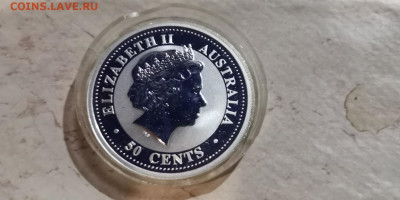 COINS.LAVE.RU
ELIZABETH II AUSTRALIA
50 CENTS